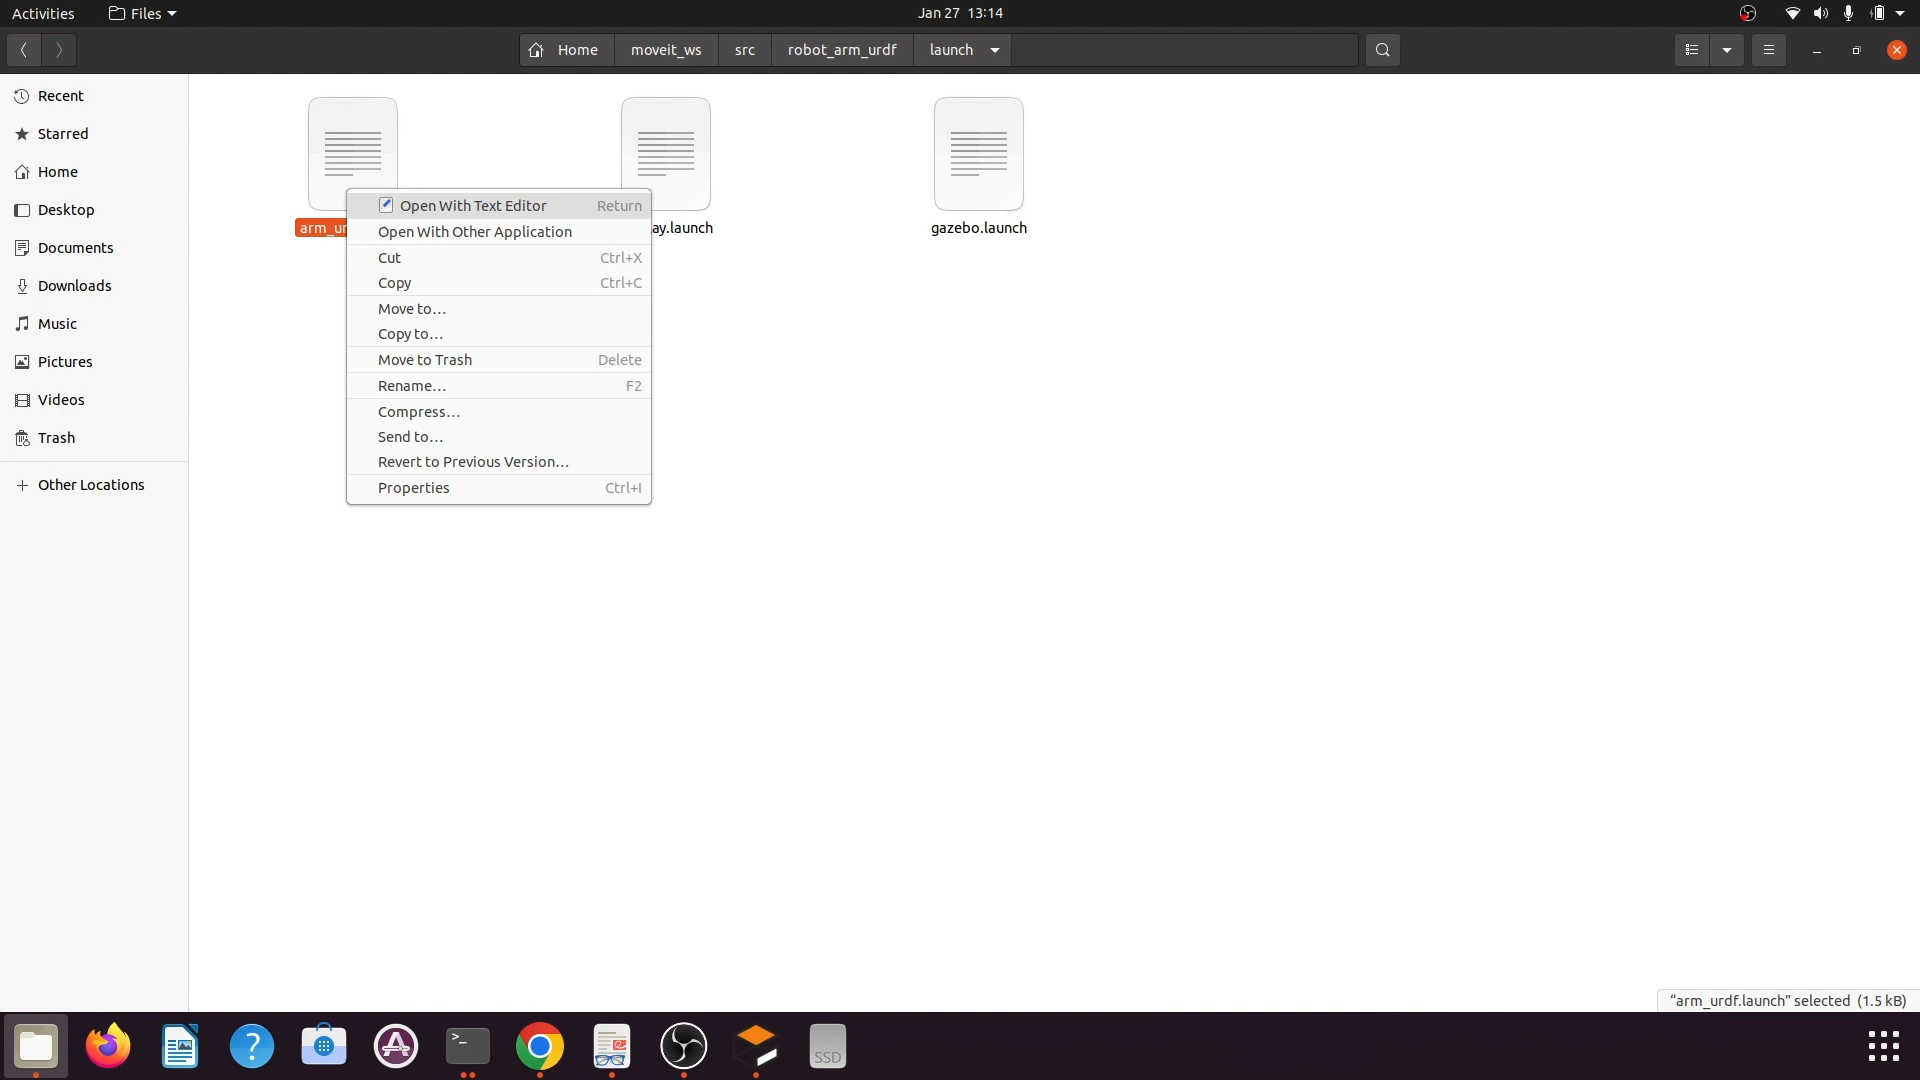 Activities Files Jan 27 13:14
Home moveit_ws src robot_arm_urdf launch
Recent
Starred
Home
Desktop
Documents
Downloads
Music
Pictures
Videos
Trash
Other Locations
arm_ur
ay.launch
gazebo.launch
Open With Text Editor Return
Open With Other Application
Cut Ctrl+X
Copy Ctrl+C
Move to…
Copy to…
Move to Trash Delete
Rename… F2
Compress…
Send to…
Revert to Previous Version…
Properties Ctrl+I
“arm_urdf.launch” selected (1.5 kB)
>_
?
A
SSD